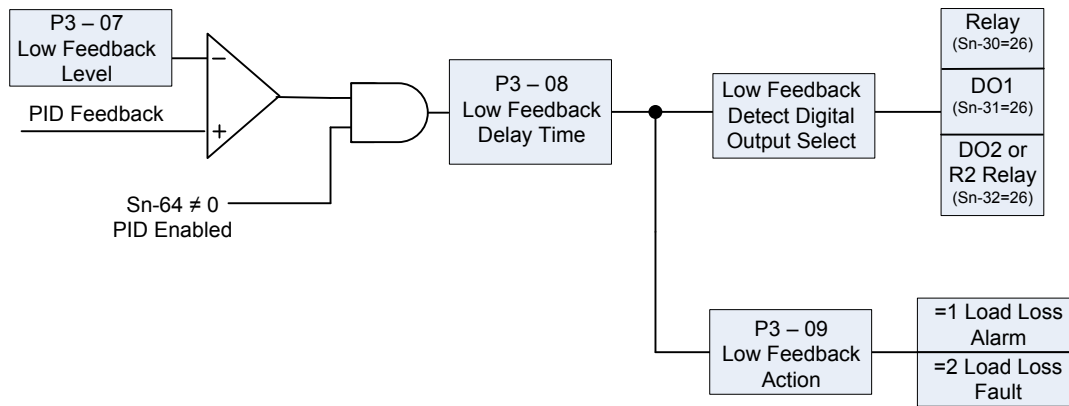 P3 – 07
Low Feedback
Level
PID Feedback
–
+
Sn-64 ≠ 0
PID Enabled
P3 – 08
Low Feedback
Delay Time
Low Feedback
Detect Digital
Output Select
Relay
(Sn-30=26)
DO1
(Sn-31=26)
DO2 or
R2 Relay
(Sn-32=26)
P3 – 09
Low Feedback
Action
=1 Load Loss
Alarm
=2 Load Loss
Fault